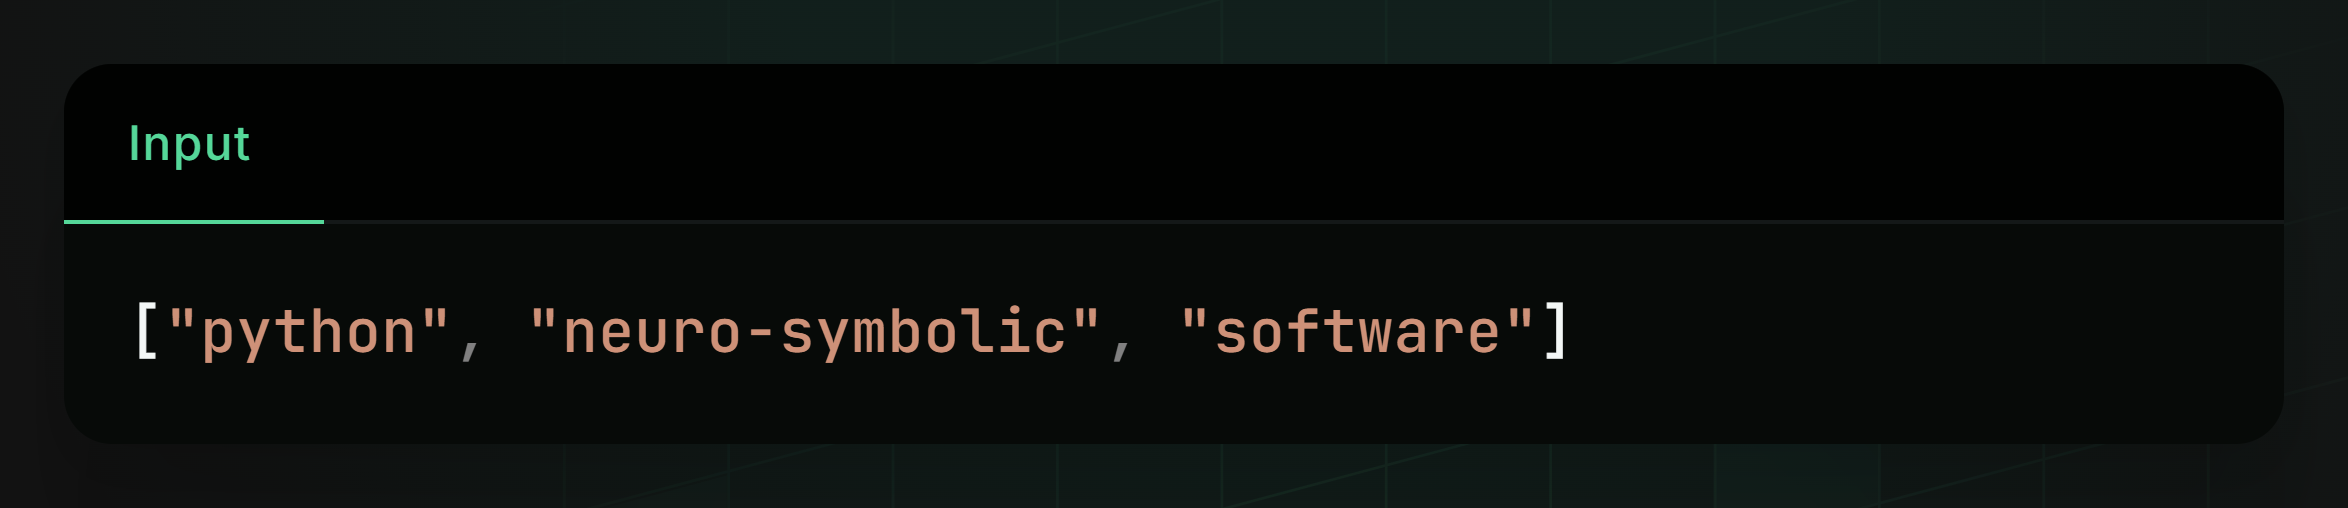 Input
["python", "neuro-symbolic", "software"]